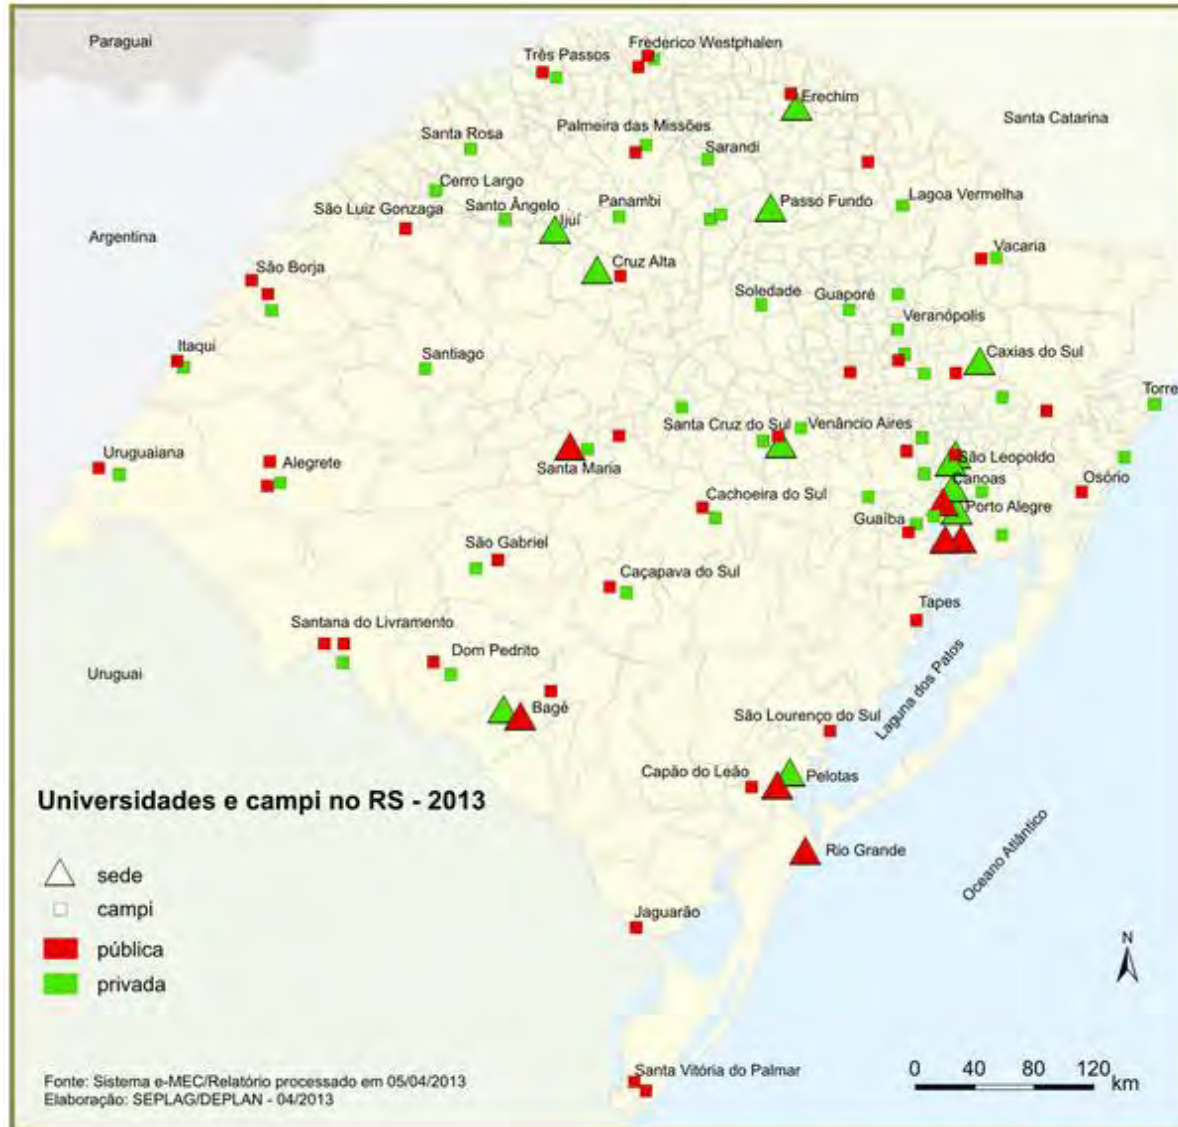 Paraguai
Frederico Westphalen
Três Passos
Erechim
Santa Catarina
Santa Rosa
Palmeira das Missões
Sarandi
Cerro Largo
Lagoa Vermelha
São Luiz Gonzaga
Santo Ângelo
Panambi
Passo Fundo
Ijuí
Argentina
Vacaria
Cruz Alta
São Borja
Soledade
Guaporé
Veranópolis
Itaqui
Santiago
Caxias do Sul
Torre
Santa Cruz do Sul
Venâncio Aires
Uruguaiana
Alegrete
Santa Maria
São Leopoldo
Canoas
Osório
Cachoeira do Sul
Porto Alegre
Guaíba
São Gabriel
Caçapava do Sul
Tapes
Santana do Livramento
Dom Pedrito
Uruguai
Laguna dos Patos
Bagé
São Lourenço do Sul
Capão do Leão
Pelotas
Universidades e campi no RS - 2013
Rio Grande
Oceano Atlântico
sede
campi
Jaguarão
pública
privada
N
Santa Vitória do Palmar
Fonte: Sistema e-MEC/Relatório processado em 05/04/2013
Elaboração: SEPLAG/DEPLAN - 04/2013
0 40 80 120
km